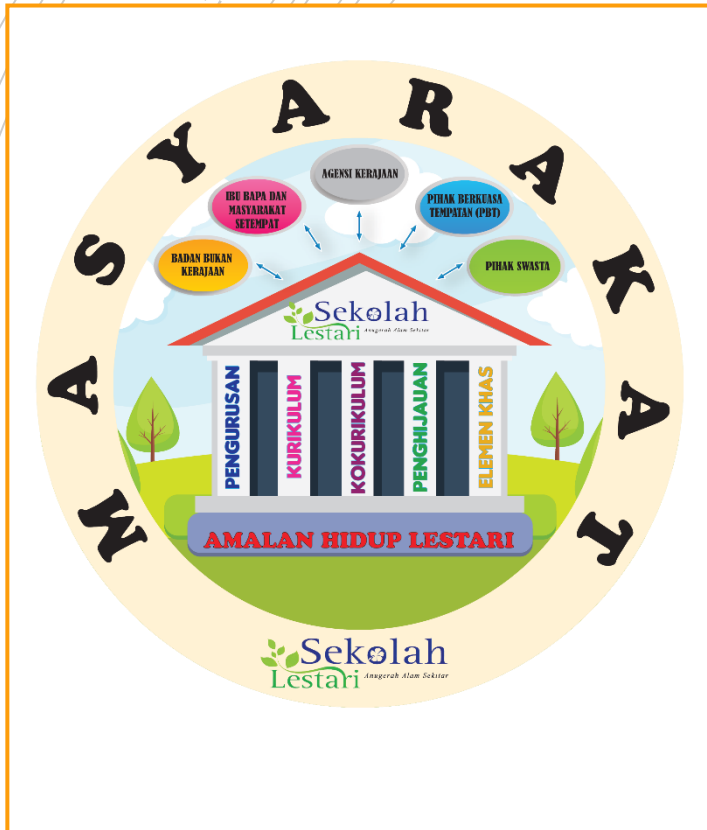 MASYARAKAT
AGENSI KERAJAAN
IBU BAPA DAN
MASYARAKAT
SETEMPAT
PIHAK BERKUASA
TEMPATAN (PBT)
BADAN BUKAN
KERAJAAN
PIHAK SWASTA
Sekolah
Lestari Anugerah Alam Sekitar
PENGURUSAN
KURIKULUM
KOKURIKULUM
PENGHIJAUAN
ELEMEN KHAS
AMALAN HIDUP LESTARI
Sekolah
Lestari Anugerah Alam Sekitar